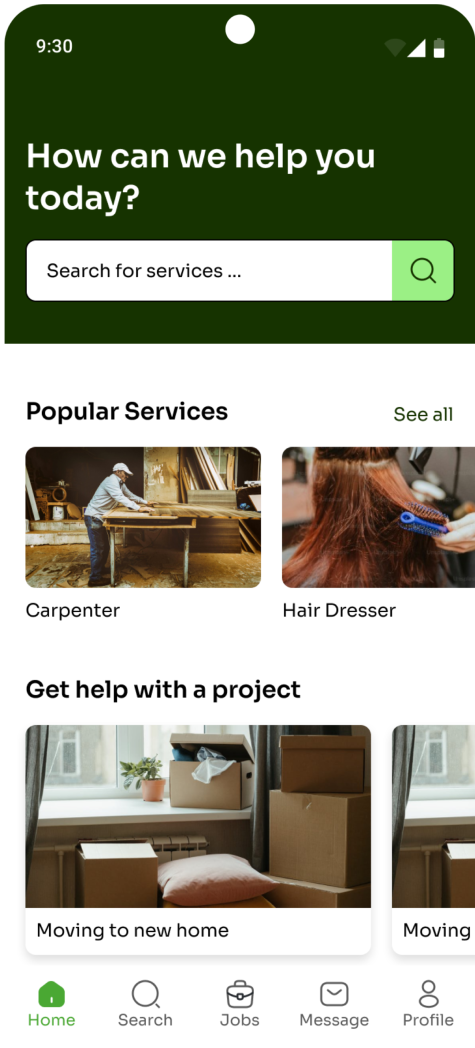 9:30
How can we help you
today?
Search for services ...
Popular Services
See all
Carpenter
Hair Dresser
Get help with a project
Moving to new home
Moving
Home
Search
Jobs
Message
Profile